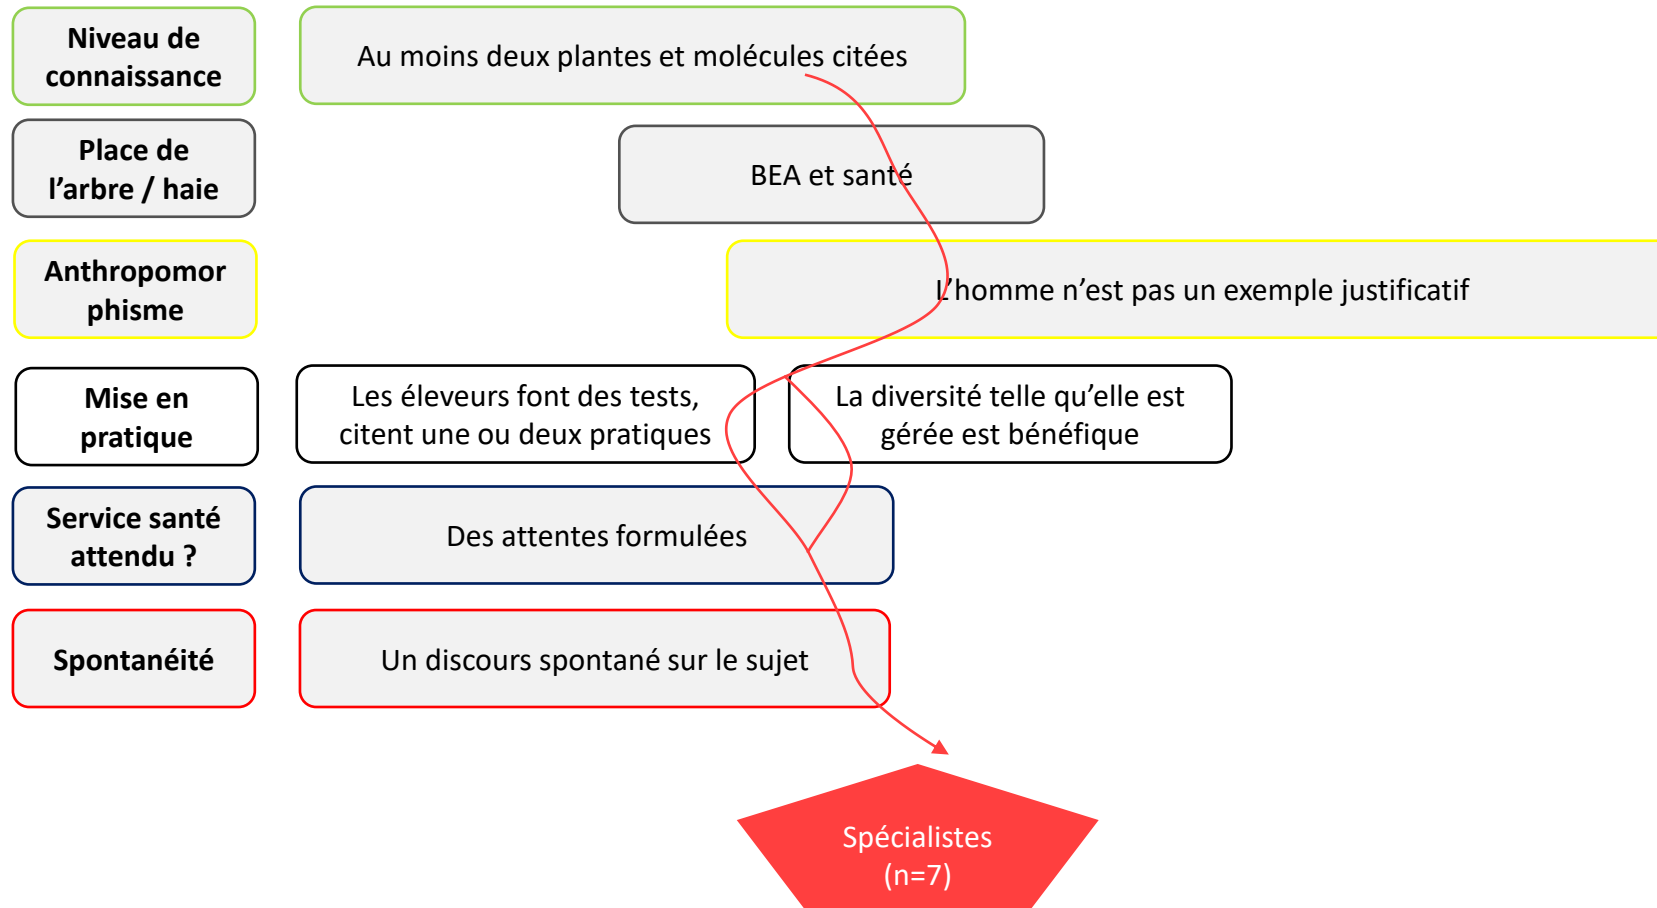 Niveau de
connaissance
Au moins deux plantes et molécules citées
Place de
l'arbre / haie
BEA et santé
Anthropomor
phisme
L'homme n'est pas un exemple justificatif
Mise en
pratique
Les éleveurs font des tests,
citent une ou deux pratiques
La diversité telle qu'elle est
gérée est bénéfique
Service santé
attendu ?
Des attentes formulées
Spontanéité
Un discours spontané sur le sujet
Spécialistes
(n=7)